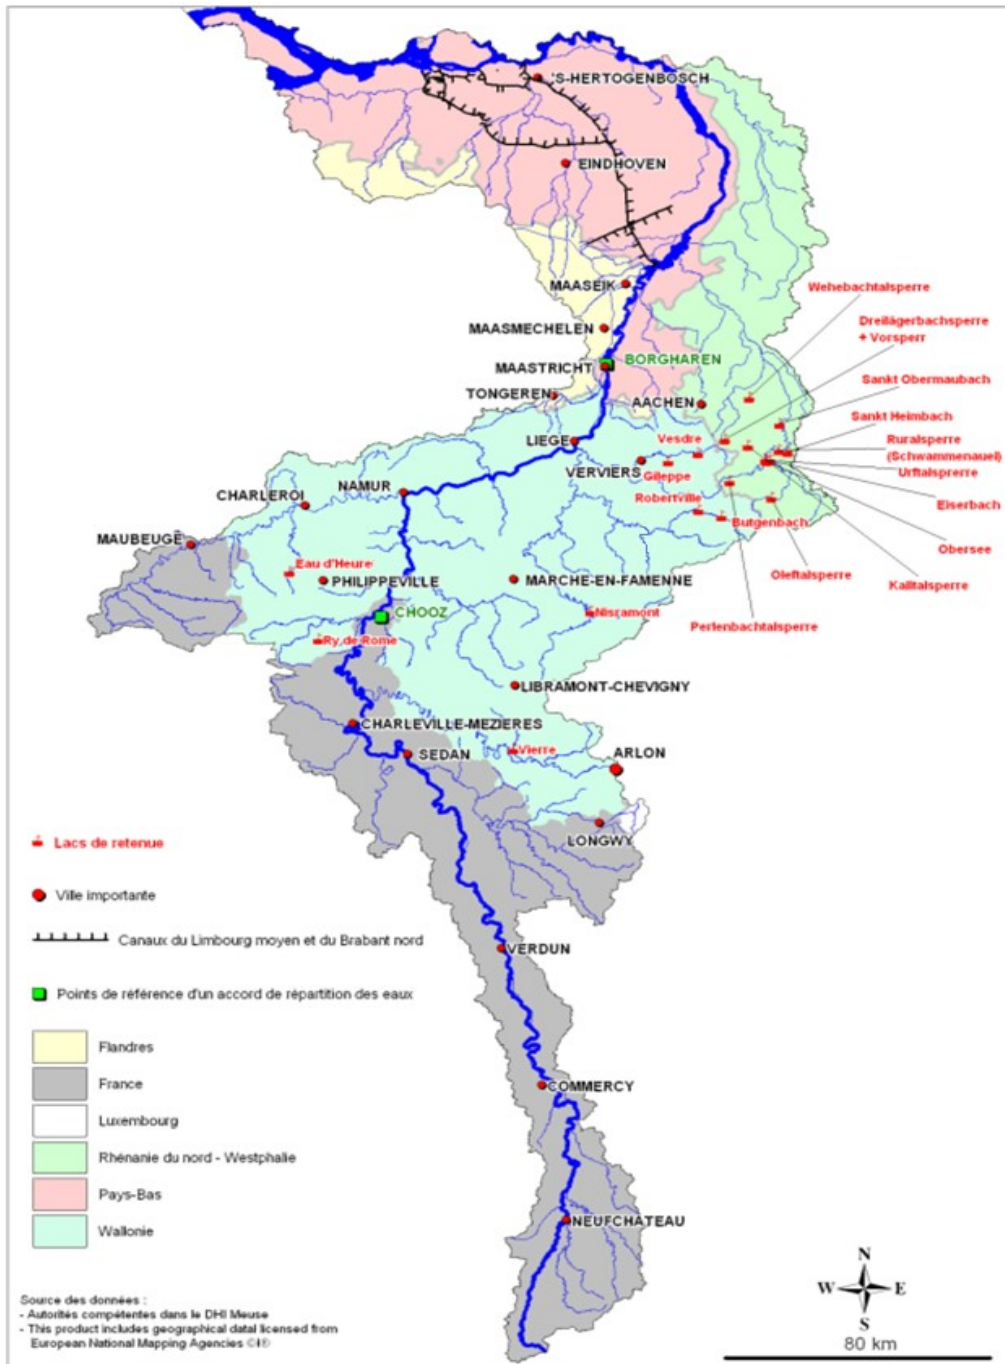 'S-HERTOGENBOSCH
EINDHOVEN
MAASEIK
MAASMECHELEN
BORGHAREN
MAASTRICHT
TONGEREN
AACHEN
LIEGE
VERVIERS
Vesdre
Gileppe
Robertville
Butgenbach
Wehebachtalsperre
Dreilägerbachsperre
+ Vorsperr
Sankt Obermaubach
Sankt Heimbach
Ruralsperre
(Schwammenauel)
Urftalsprerre
Eiserbach
Obersee
Kalltalsperre
Oleftalsperre
Perlenbachtalsperre
NAMUR
CHARLEROI
MAUBEUGE
Eau d'Heure
PHILIPPEVILLE
MARCHE-EN-FAMENNE
CHOOZ
Nisramont
Ry de Rome
LIBRAMONT-CHEVIGNY
CHARLEVILLE-MEZIERES
SEDAN
Vierre
ARLON
LONGWY
VERDUN
COMMERCY
NEUFCHATEAU
Lacs de retenue
Ville importante
Canaux du Limbourg moyen et du Brabant nord
Points de référence d'un accord de répartition des eaux
Flandres
France
Luxembourg
Rhénanie du nord - Westphalie
Pays-Bas
Wallonie
Source des données :
- Autorités compétentes dans le DHI Meuse
- This product includes geographical datal licensed from
European National Mapping Agencies
N
W E
S
80 km